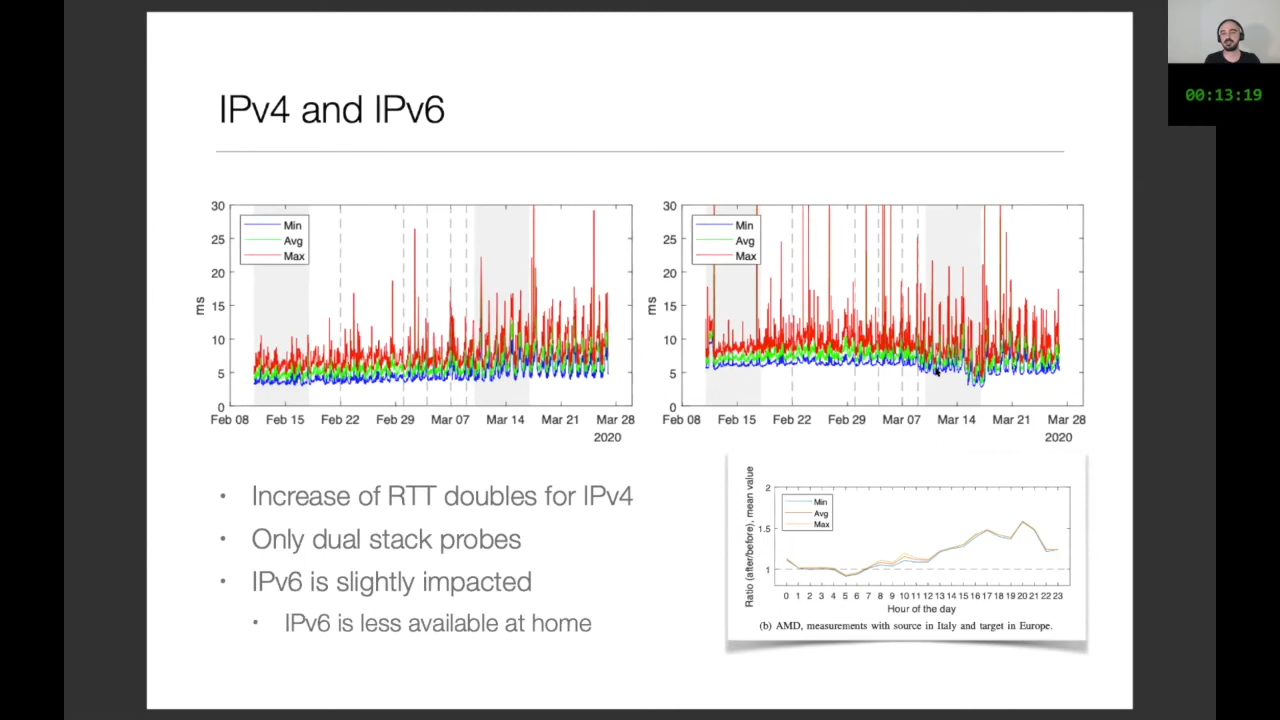 00:13:19
IPv4 and IPv6
30
25
20
15
10
5
0
ms
Min
Avg
Max
Feb 08 Feb 15 Feb 22 Feb 29 Mar 07 Mar 14 Mar 21 Mar 28
2020
30
25
20
15
10
5
0
ms
Min
Avg
Max
Feb 08 Feb 15 Feb 22 Feb 29 Mar 07 Mar 14 Mar 21 Mar 28
2020
• Increase of RTT doubles for IPv4
• Only dual stack probes
• IPv6 is slightly impacted
• IPv6 is less available at home
Ratio (after/before), mean value
2
1.5
1
Min
Avg
Max
0 1 2 3 4 5 6 7 8 9 10 11 12 13 14 15 16 17 18 19 20 21 22 23
Hour of the day
(b) AMD, measurements with source in Italy and target in Europe.